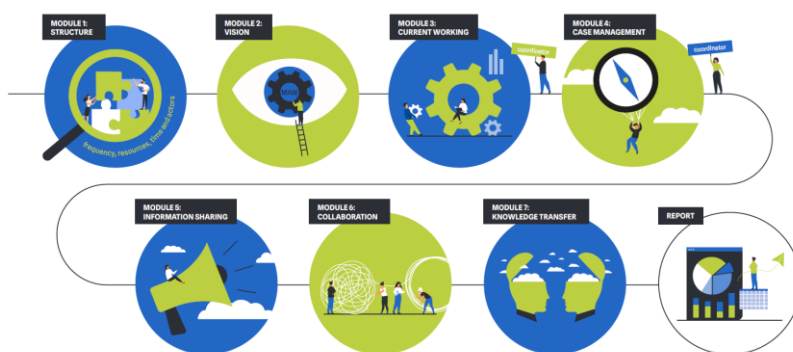 MODULE 1:
STRUCTURE
frequency, resources, time and actors
MODULE 2:
VISION
MAW
MODULE 3:
CURRENT WORKING
coordinator
MODULE 4:
CASE MANAGEMENT
coordinator
MODULE 5:
INFORMATION SHARING
MODULE 6:
COLLABORATION
MODULE 7:
KNOWLEDGE TRANSFER
REPORT